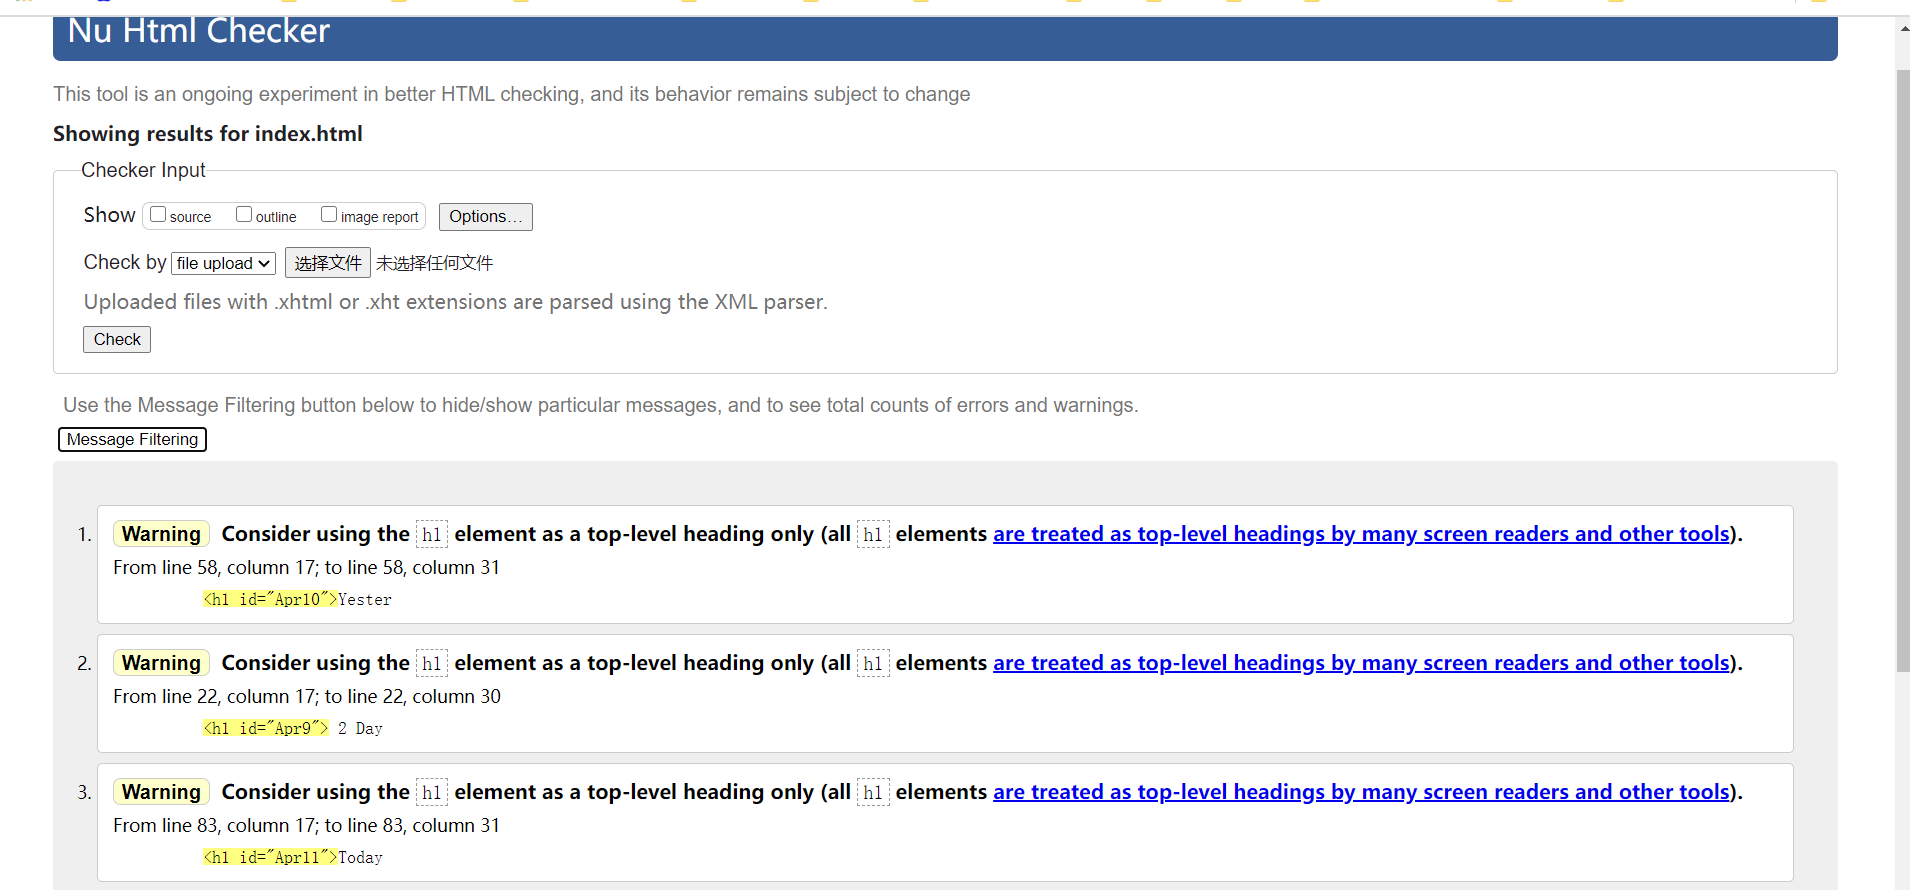 Nu Html Checker
This tool is an ongoing experiment in better HTML checking, and its behavior remains subject to change
Showing results for index.html
Checker Input
Show source outline image report Options...
Check by file upload 选择文件 未选择任何文件
Uploaded files with .xhtml or .xht extensions are parsed using the XML parser.
Check
Use the Message Filtering button below to hide/show particular messages, and to see total counts of errors and warnings.
Message Filtering
1. Warning Consider using the h1 element as a top-level heading only (all h1 elements are treated as top-level headings by many screen readers and other tools).
From line 58, column 17; to line 58, column 31
<h1 id="Apr10">Yester
2. Warning Consider using the h1 element as a top-level heading only (all h1 elements are treated as top-level headings by many screen readers and other tools).
From line 22, column 17; to line 22, column 30
<h1 id="Apr9"> 2 Day
3. Warning Consider using the h1 element as a top-level heading only (all h1 elements are treated as top-level headings by many screen readers and other tools).
From line 83, column 17; to line 83, column 31
<h1 id="Apr11">Today